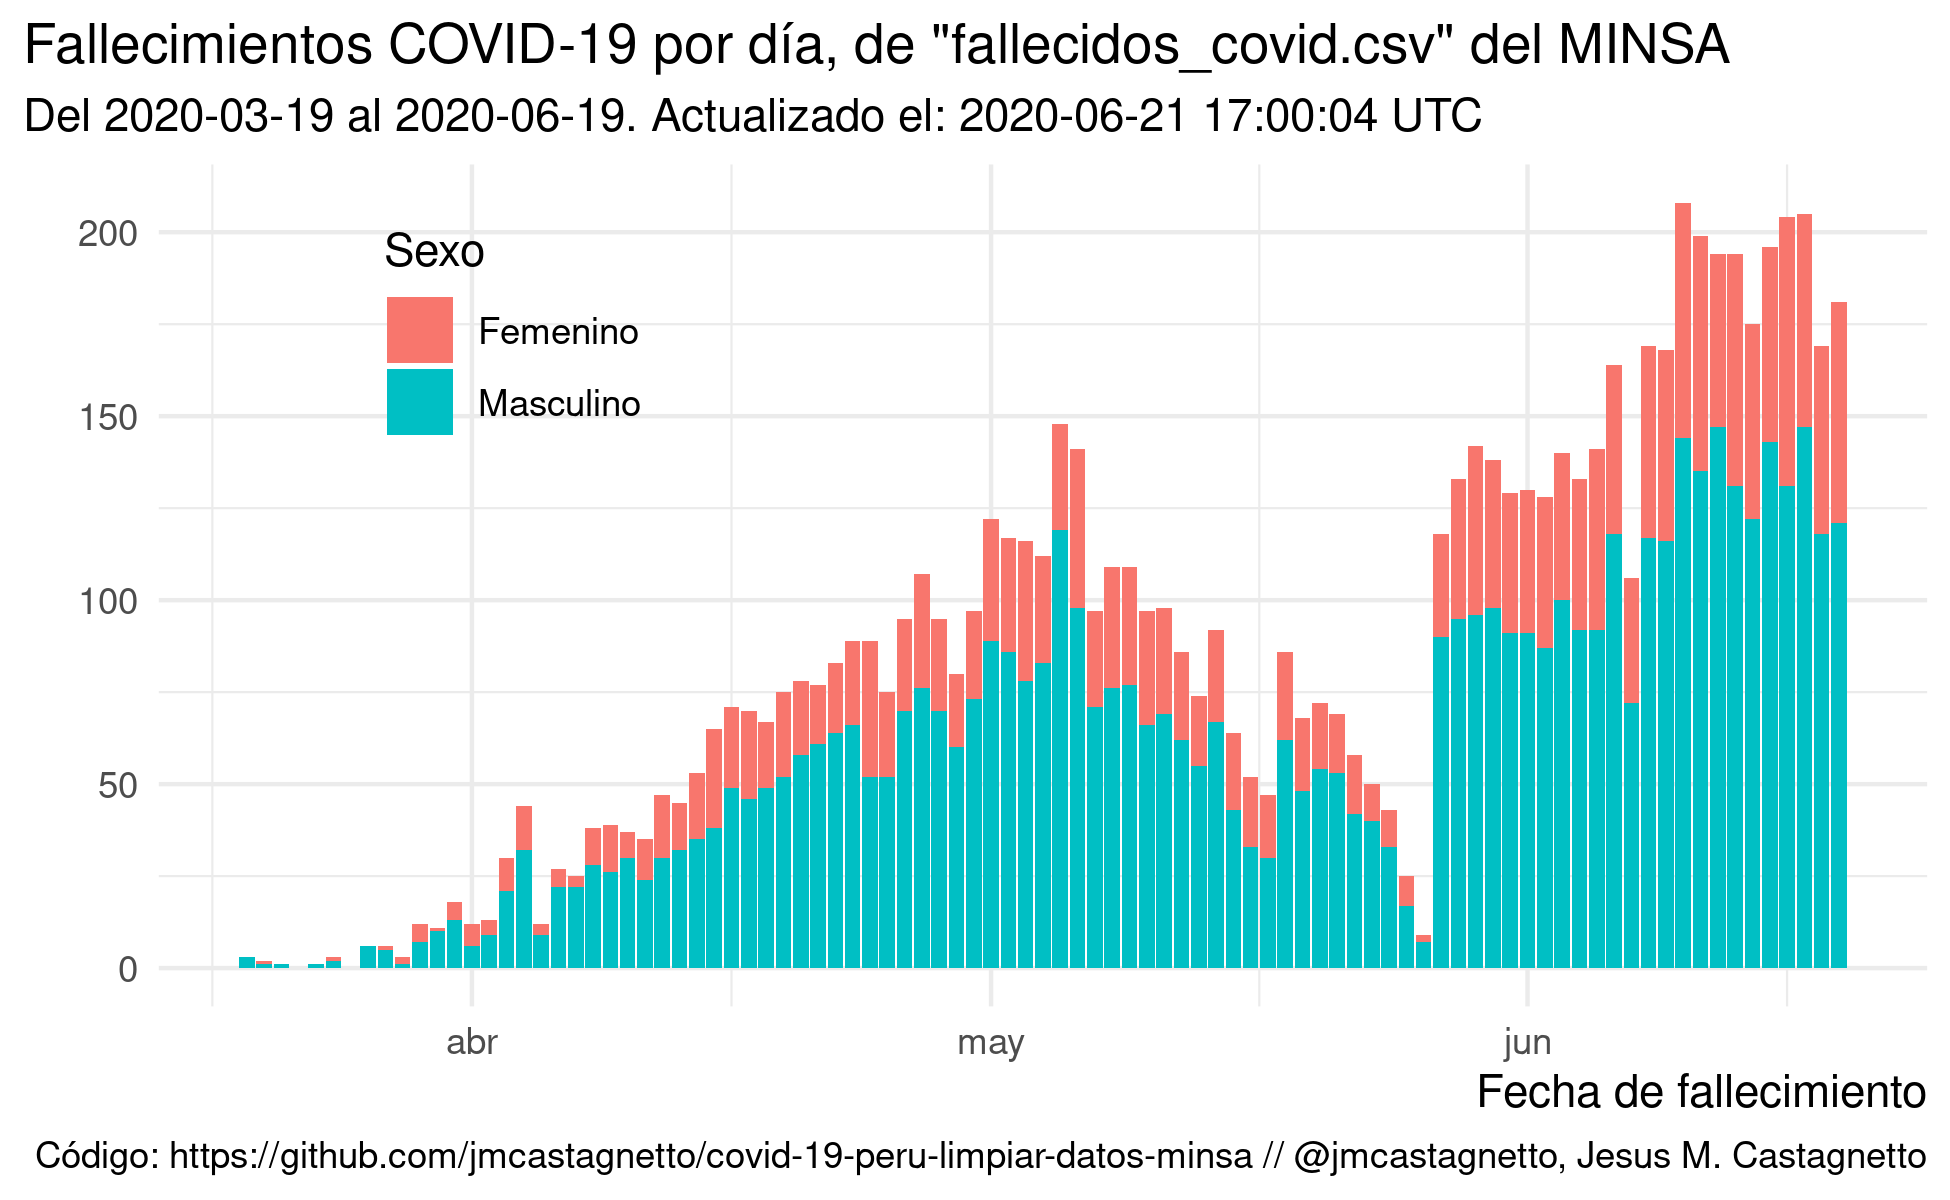 Fallecimientos COVID-19 por día, de "fallecidos_covid.csv" del MINSA
Del 2020-03-19 al 2020-06-19. Actualizado el: 2020-06-21 17:00:04 UTC
Sexo
Femenino
Masculino
200
150
100
50
0
abr may jun
Fecha de fallecimiento
Código: https://github.com/jmcastagnetto/covid-19-peru-limpiar-datos-minsa // @jmcastagnetto, Jesus M. Castagnetto